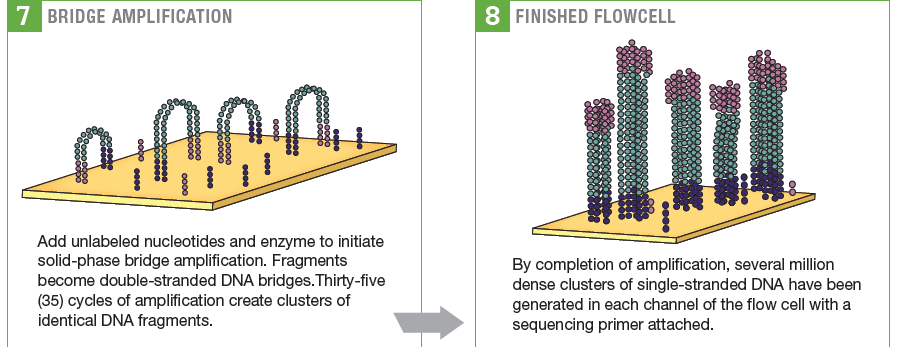 7 BRIDGE AMPLIFICATION
Add unlabeled nucleotides and enzyme to initiate
solid-phase bridge amplification. Fragments
become double-stranded DNA bridges.Thirty-five
(35) cycles of amplification create clusters of
identical DNA fragments.
8 FINISHED FLOWCELL
By completion of amplification, several million
dense clusters of single-stranded DNA have been
generated in each channel of the flow cell with a
sequencing primer attached.